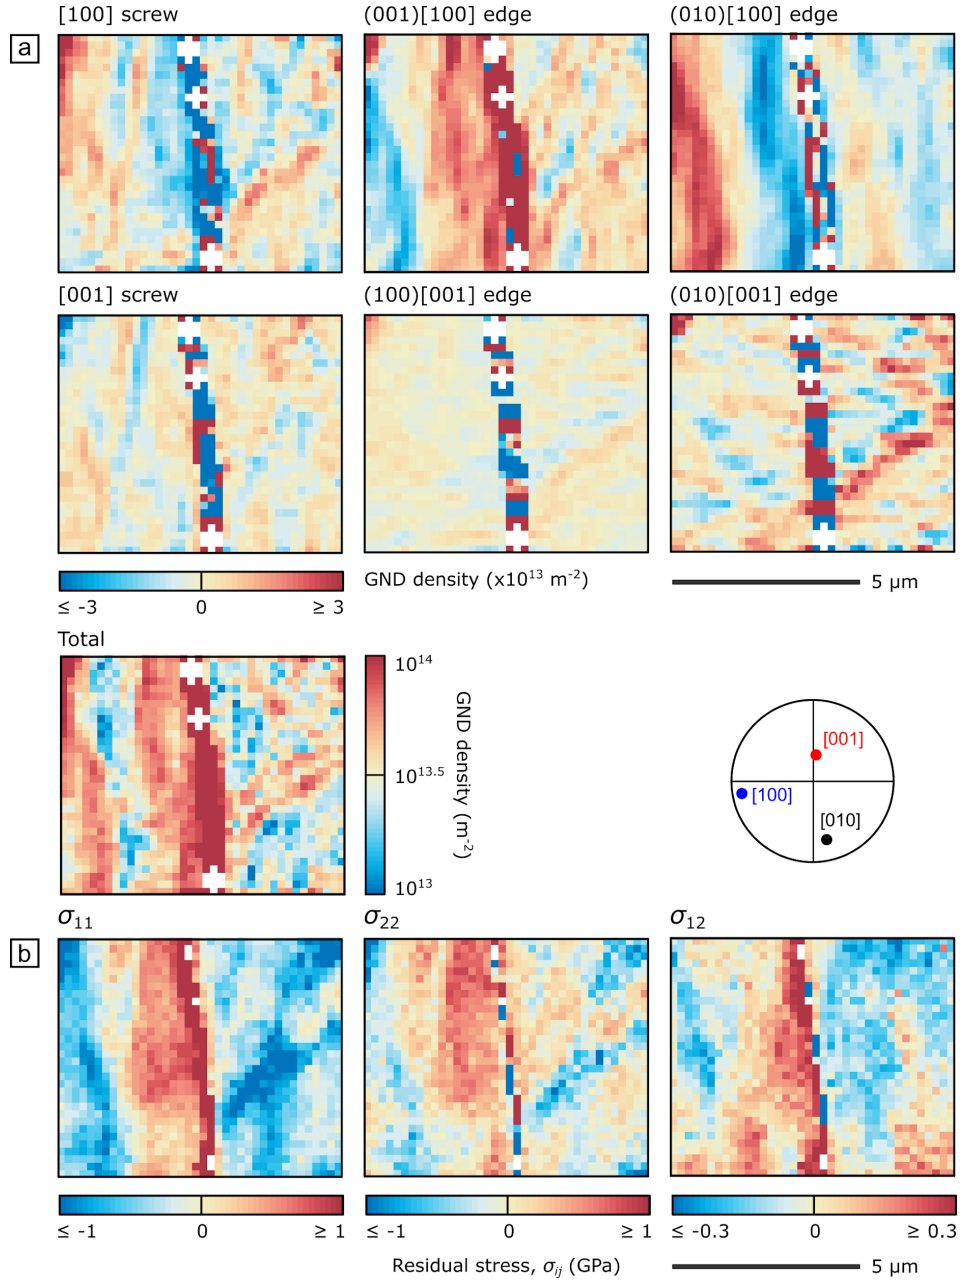 [100] screw
(001)[100] edge
(010)[100] edge
a
[001] screw
(100)[001] edge
(010)[001] edge
≤ -3
0
≥ 3
GND density (x10¹³ m⁻²)
5 µm
Total
10¹⁴
10¹³·⁵
10¹³
GND density (m⁻²)
[001]
[100]
[010]
b
σ₁₁
σ₂₂
σ₁₂
≤ -1
0
≥ 1
≤ -1
0
≥ 1
≤ -0.3
0
≥ 0.3
Residual stress, σᵢⱼ (GPa)
5 µm